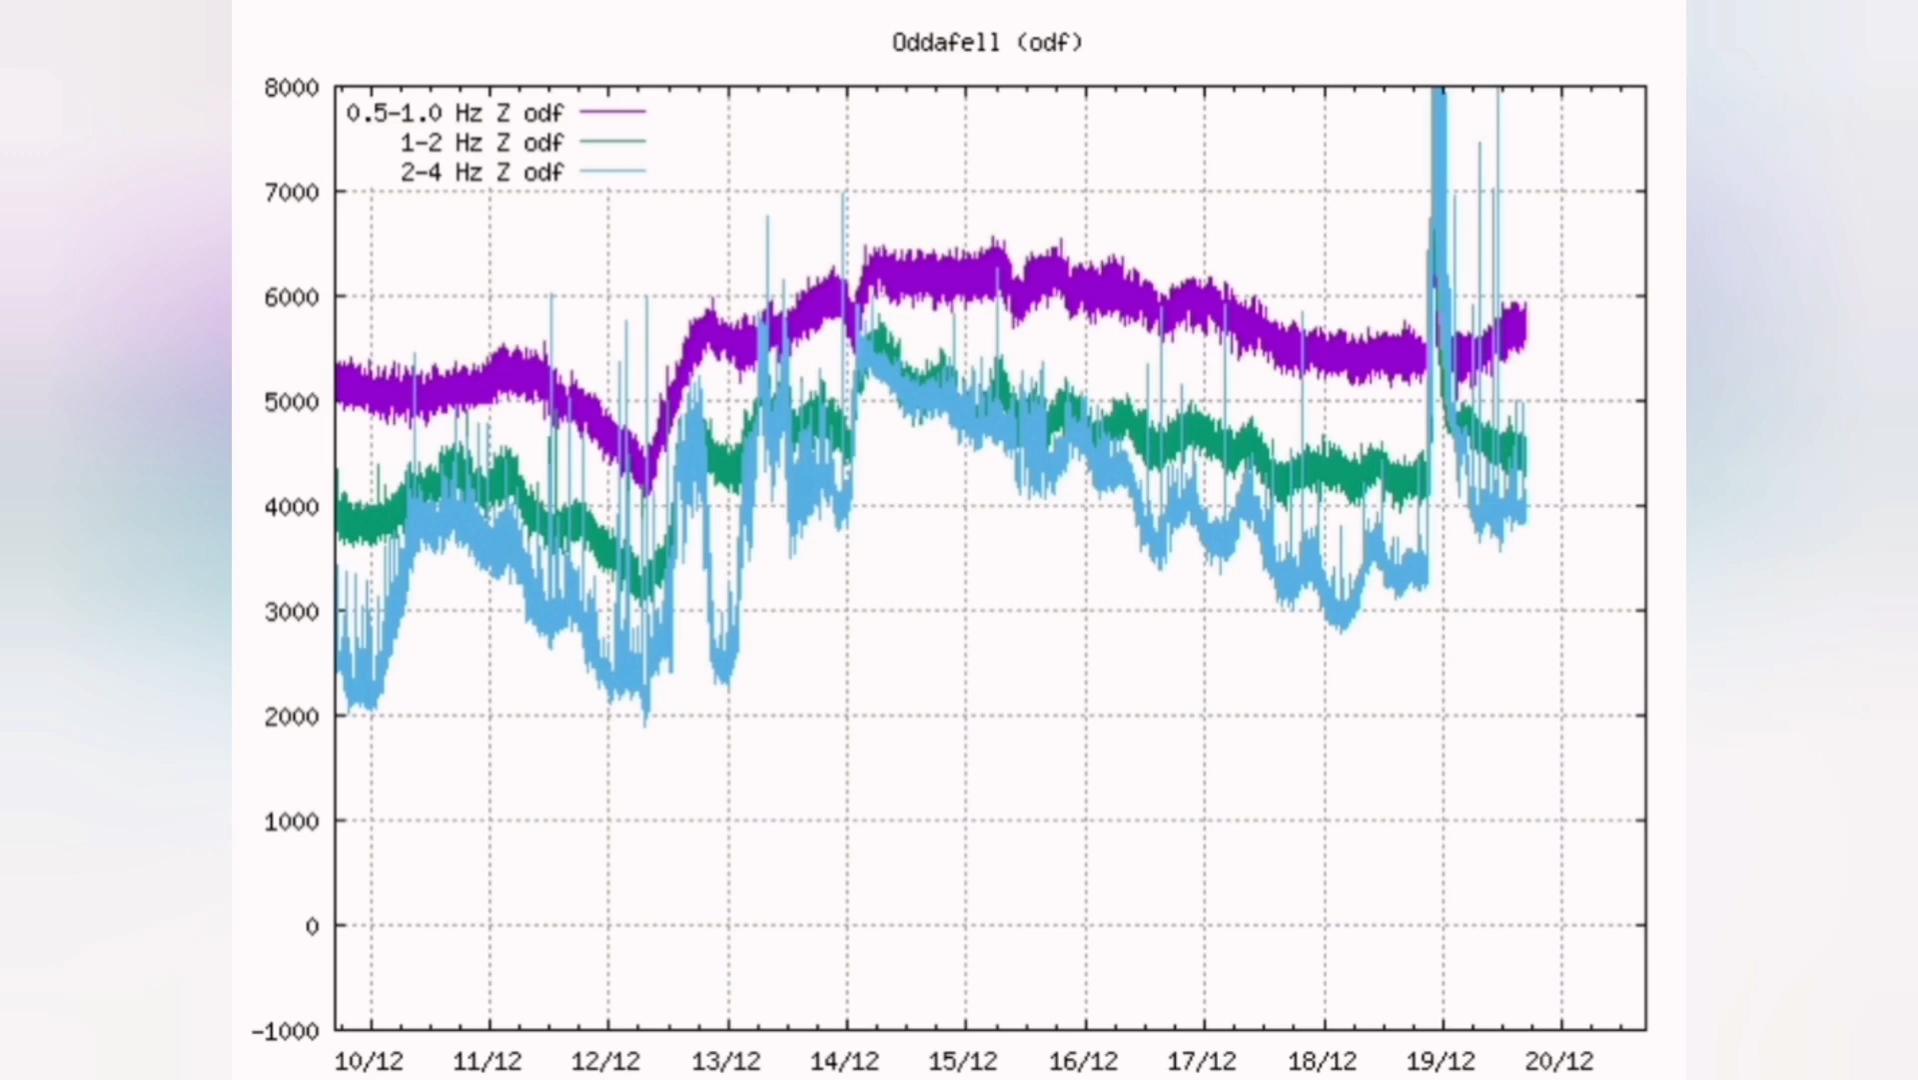 Oddafell (odf)
8000
0.5-1.0 Hz Z odf
1-2 Hz Z odf
2-4 Hz Z odf
7000
6000
5000
4000
3000
2000
1000
0
-1000
10/12 11/12 12/12 13/12 14/12 15/12 16/12 17/12 18/12 19/12 20/12